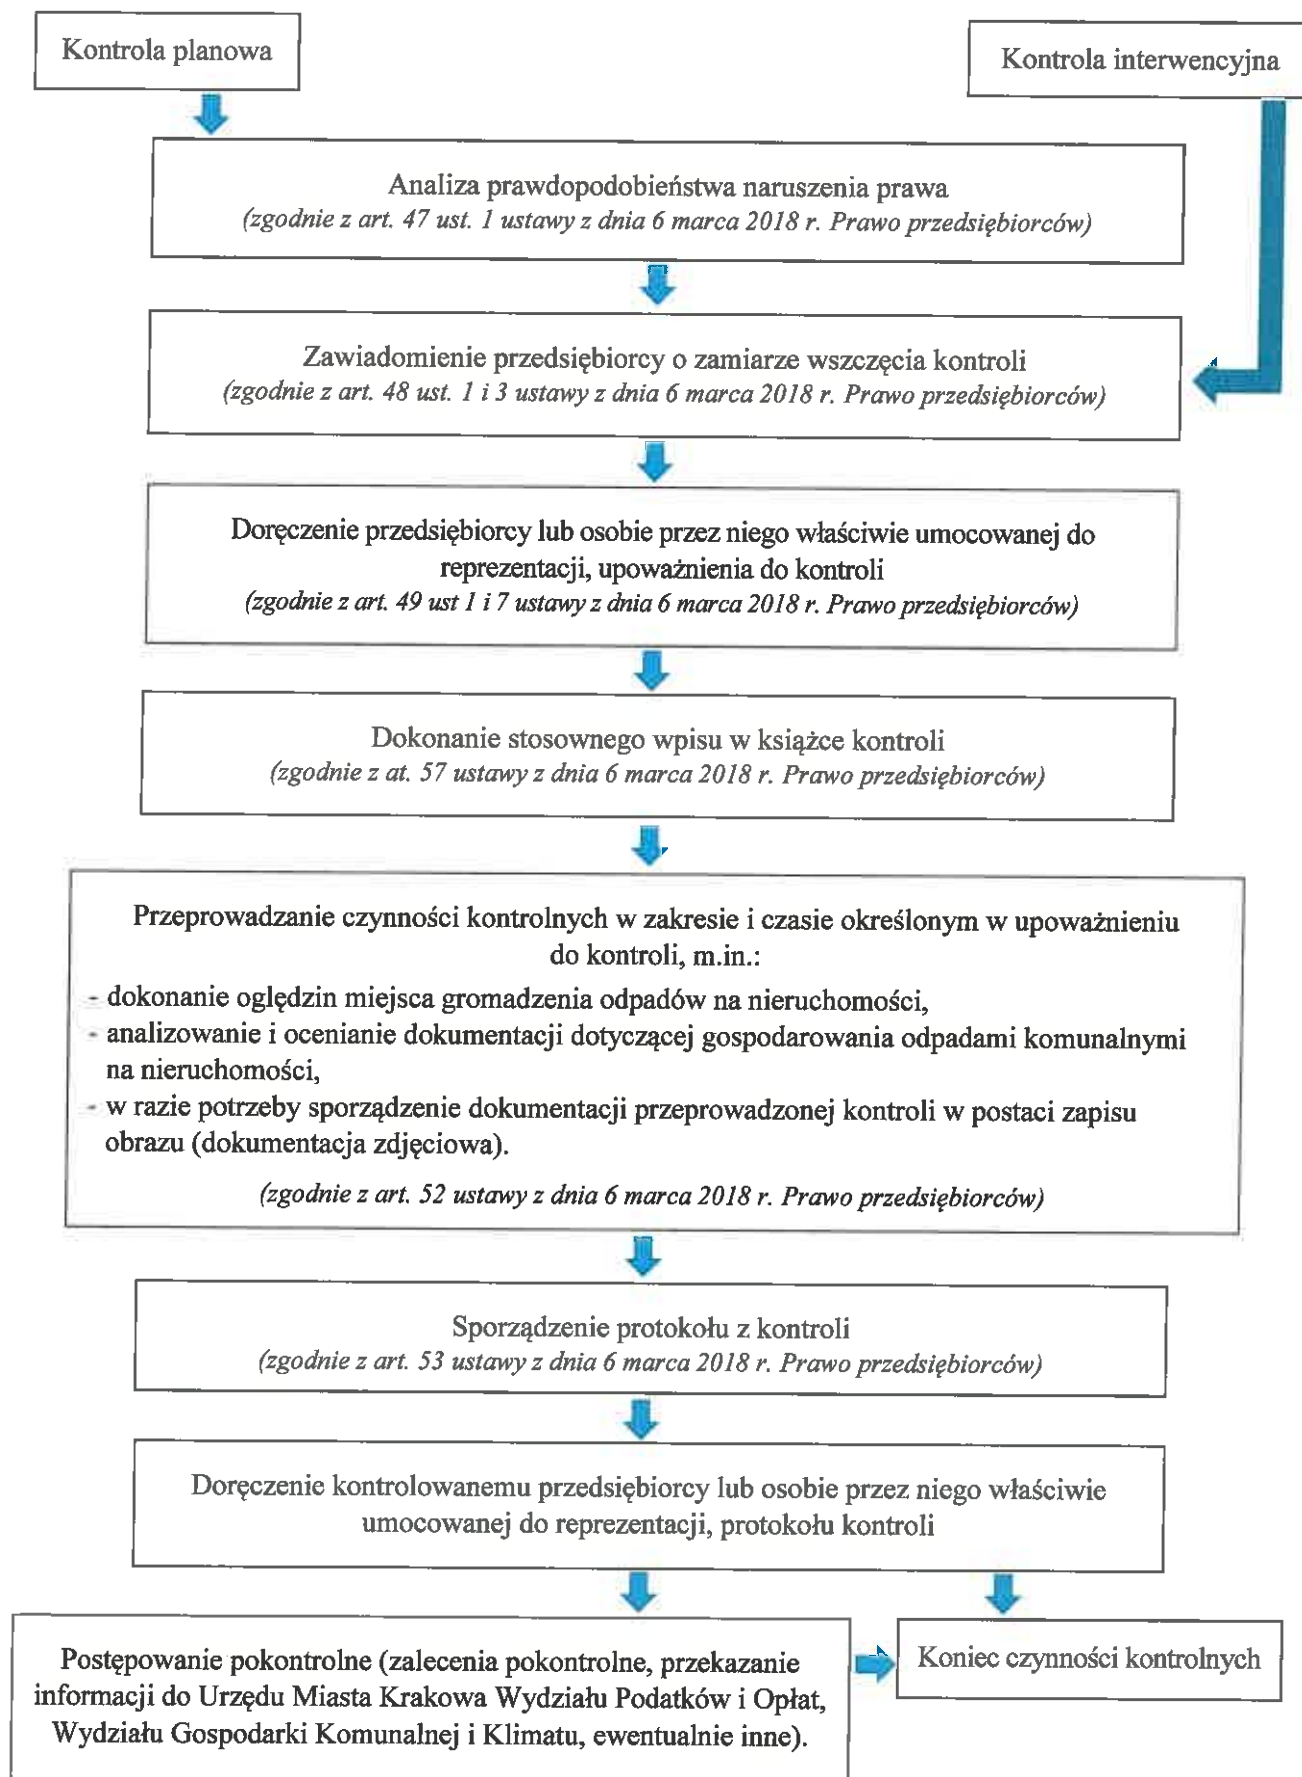 Kontrola planowa
Kontrola interwencyjna
Analiza prawdopodobieństwa naruszenia prawa
(zgodnie z art. 47 ust. 1 ustawy z dnia 6 marca 2018 r. Prawo przedsiębiorców)
Zawiadomienie przedsiębiorcy o zamiarze wszczęcia kontroli
(zgodnie z art. 48 ust. 1 i 3 ustawy z dnia 6 marca 2018 r. Prawo przedsiębiorców)
Doręczenie przedsiębiorcy lub osobie przez niego właściwie umocowanej do
reprezentacji, upoważnienia do kontroli
(zgodnie z art. 49 ust 1 i 7 ustawy z dnia 6 marca 2018 r. Prawo przedsiębiorców)
Dokonanie stosownego wpisu w książce kontroli
(zgodnie z at. 57 ustawy z dnia 6 marca 2018 r. Prawo przedsiębiorców)
Przeprowadzanie czynności kontrolnych w zakresie i czasie określonym w upoważnieniu
do kontroli, m.in.:
- dokonanie oględzin miejsca gromadzenia odpadów na nieruchomości,
- analizowanie i ocenianie dokumentacji dotyczącej gospodarowania odpadami komunalnymi
na nieruchomości,
- w razie potrzeby sporządzenie dokumentacji przeprowadzonej kontroli w postaci zapisu
obrazu (dokumentacja zdjęciowa).
(zgodnie z art. 52 ustawy z dnia 6 marca 2018 r. Prawo przedsiębiorców)
Sporządzenie protokołu z kontroli
(zgodnie z art. 53 ustawy z dnia 6 marca 2018 r. Prawo przedsiębiorców)
Doręczenie kontrolowanemu przedsiębiorcy lub osobie przez niego właściwie
umocowanej do reprezentacji, protokołu kontroli
Postępowanie pokontrolne (zalecenia pokontrolne, przekazanie
informacji do Urzędu Miasta Krakowa Wydziału Podatków i Opłat,
Wydziału Gospodarki Komunalnej i Klimatu, ewentualnie inne).
Koniec czynności kontrolnych